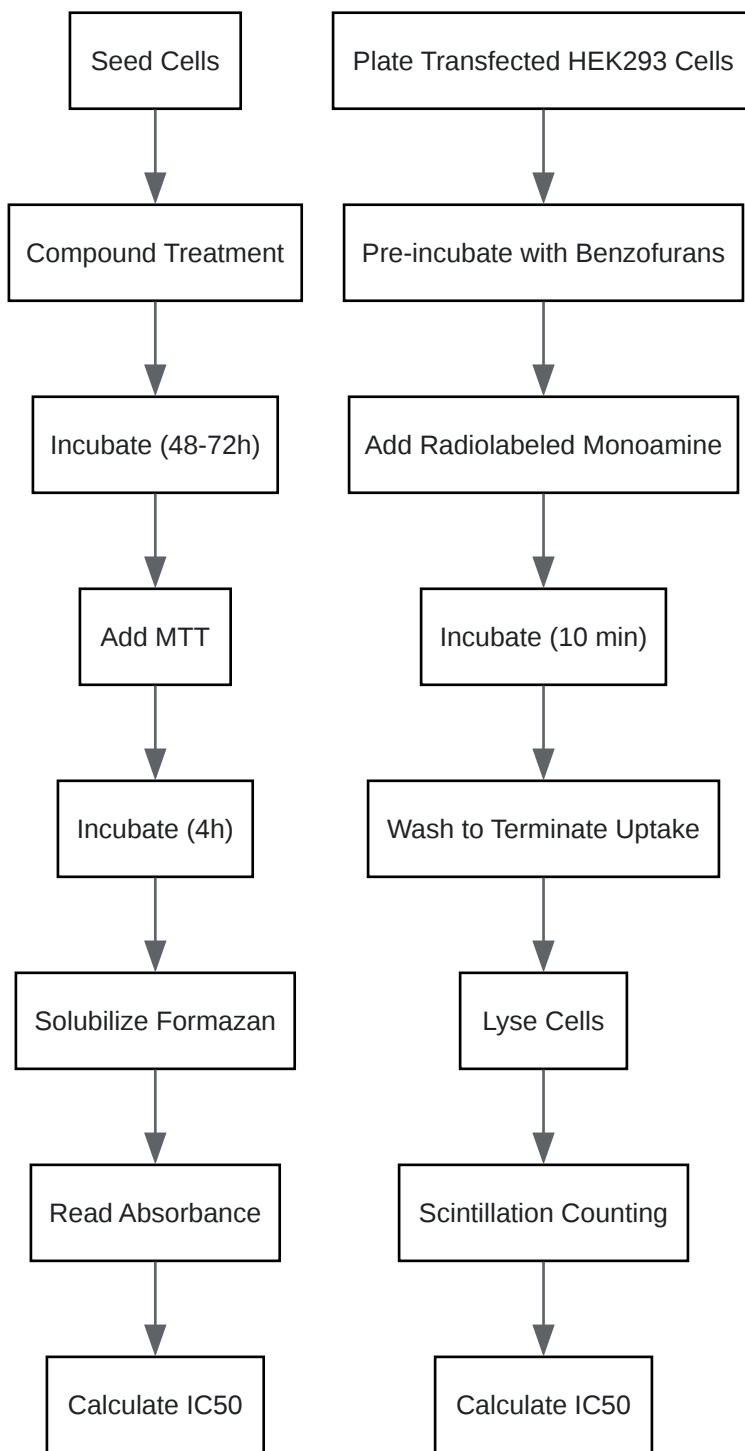 Seed Cells
Compound Treatment
Incubate (48-72h)
Add MTT
Incubate (4h)
Solubilize Formazan
Read Absorbance
Calculate IC50
Plate Transfected HEK293 Cells
Pre-incubate with Benzofurans
Add Radiolabeled Monoamine
Incubate (10 min)
Wash to Terminate Uptake
Lyse Cells
Scintillation Counting
Calculate IC50